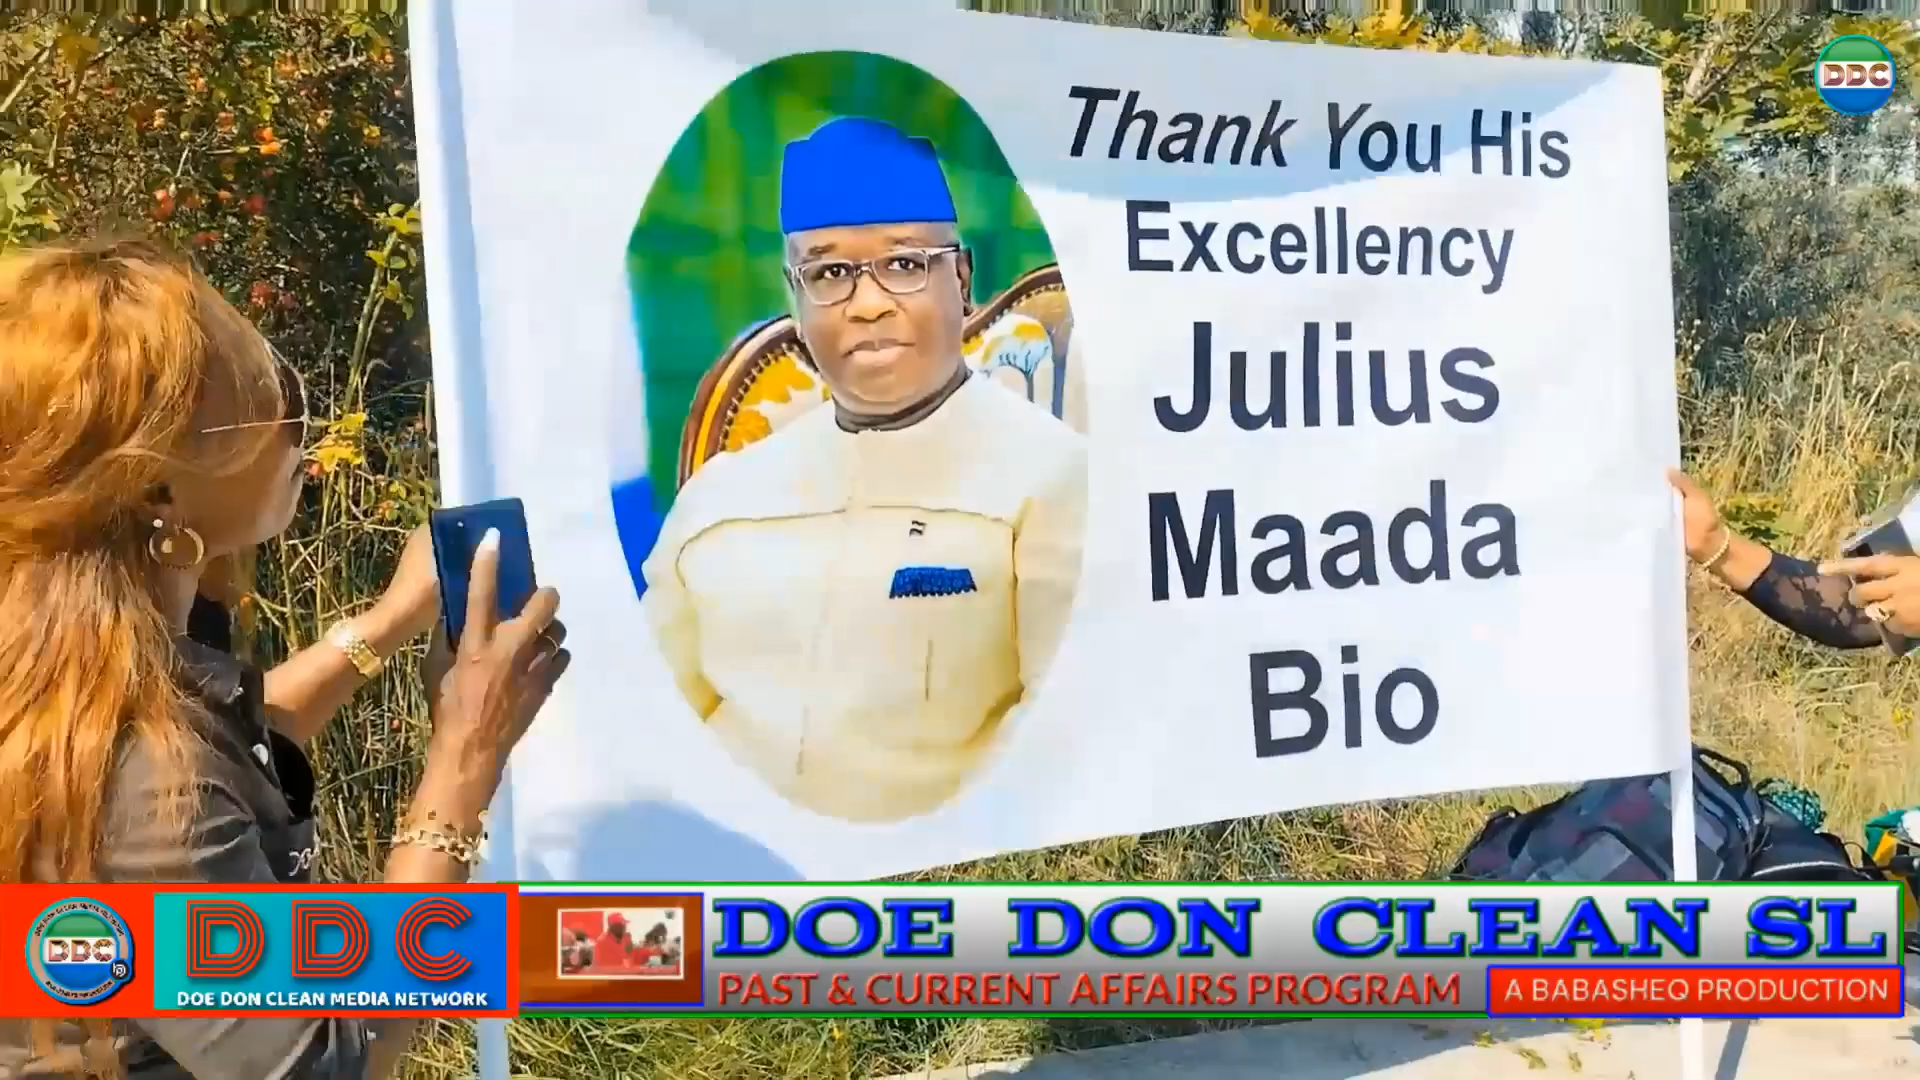 DDC
Thank You His
Excellency
Julius
Maada
Bio
DDC
DDC
DOE DON CLEAN MEDIA NETWORK
DOE DON CLEAN SL
PAST & CURRENT AFFAIRS PROGRAM
A BABASHEQ PRODUCTION